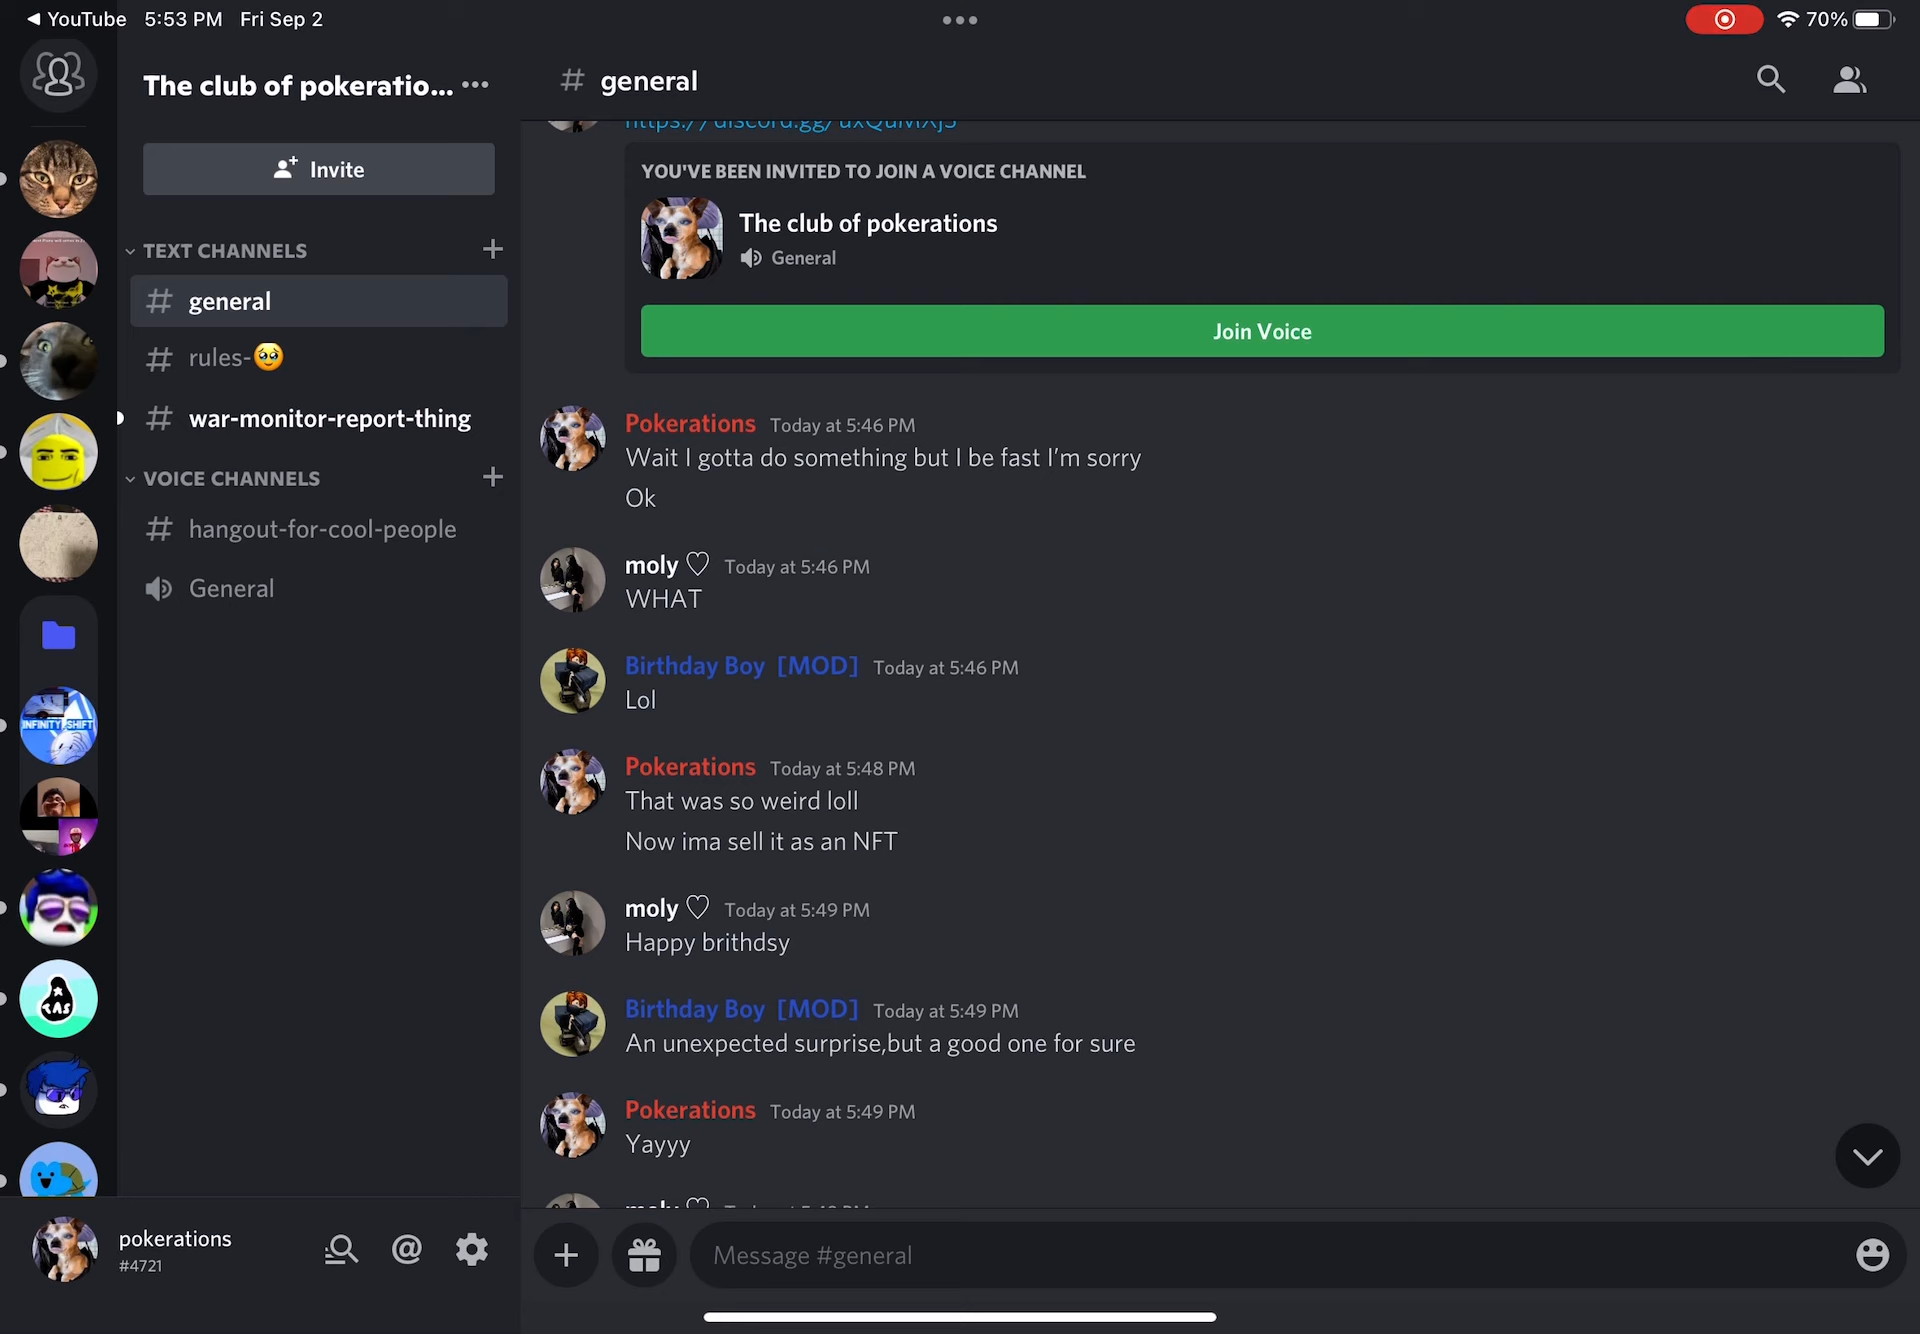 YouTube 5:53 PM Fri Sep 2
70%
The club of pokeratio...
Invite
TEXT CHANNELS
general
rules-🥹
war-monitor-report-thing
VOICE CHANNELS
hangout-for-cool-people
General
INFINITY SHIFT
pokerations
#4721
general
YOU'VE BEEN INVITED TO JOIN A VOICE CHANNEL
The club of pokerations
General
Join Voice
Pokerations Today at 5:46 PM
Wait I gotta do something but I be fast I’m sorry
Ok
moly ♡ Today at 5:46 PM
WHAT
Birthday Boy [MOD] Today at 5:46 PM
Lol
Pokerations Today at 5:48 PM
That was so weird loll
Now ima sell it as an NFT
moly ♡ Today at 5:49 PM
Happy brithdsy
Birthday Boy [MOD] Today at 5:49 PM
An unexpected surprise,but a good one for sure
Pokerations Today at 5:49 PM
Yayyy
Message #general